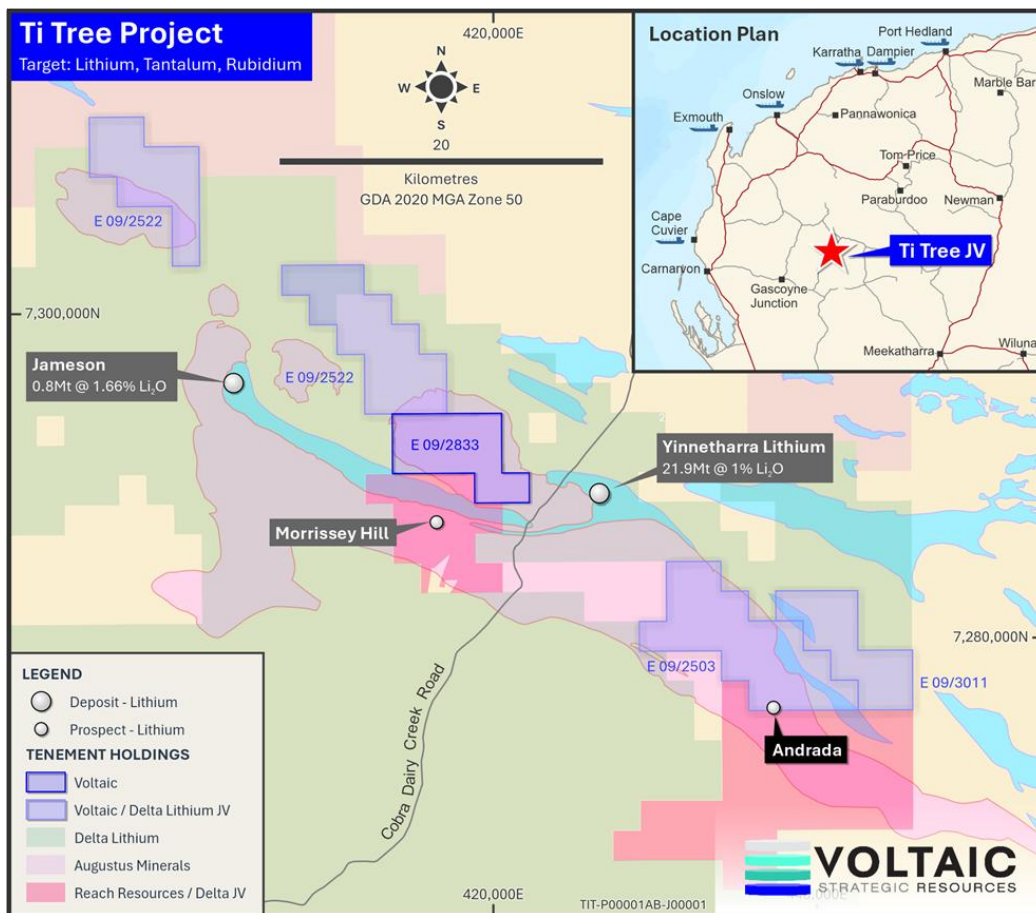 Ti Tree Project
Target: Lithium, Tantalum, Rubidium
420,000E
N
W
E
S
20
Kilometres
GDA 2020 MGA Zone 50
Location Plan
Port Hedland
Karratha
Dampier
Marble Bar
Onslow
Pannawonica
Exmouth
Tom Price
Paraburdoo
Newman
Cape
Cuvier
Ti Tree JV
Carnarvon
Gascoyne
Junction
Meekatharra
Wiluna
E 09/2522
7,300,000N
Jameson
0.8Mt @ 1.66% Li₂O
E 09/2522
E 09/2833
Yinnetharra Lithium
21.9Mt @ 1% Li₂O
Morrissey Hill
7,280,000N
E 09/2503
E 09/3011
Andrada
Cobra Dairy Creek Road
LEGEND
Deposit - Lithium
Prospect - Lithium
TENEMENT HOLDINGS
Voltaic
Voltaic / Delta Lithium JV
Delta Lithium
Augustus Minerals
Reach Resources / Delta JV
420,000E
TIT-P00001AB-J00001
VOLTAIC
STRATEGIC RESOURCES